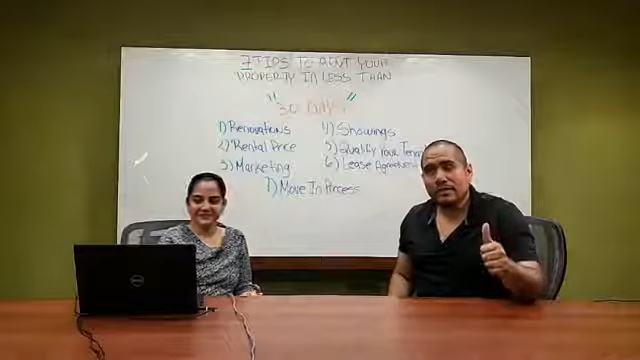 7 TIPS TO RENT YOUR
PROPERTY IN LESS THAN
"30 DAYS"
1) Renovations
2) Rental Price
3) Marketing
4) Showings
5) Qualify Your
6) Lease Agreement
7) Move In Process
DELL